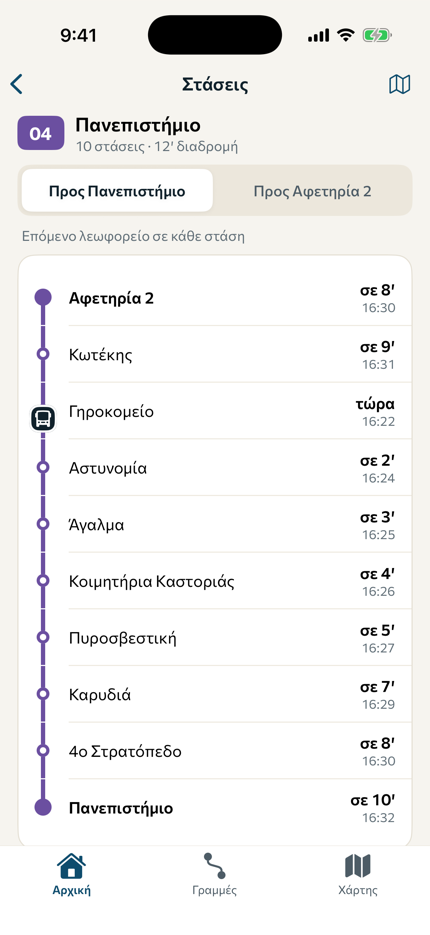 9:41
Στάσεις
04
Πανεπιστήμιο
10 στάσεις · 12′ διαδρομή
Προς Πανεπιστήμιο
Προς Αφετηρία 2
Επόμενο λεωφορείο σε κάθε στάση
Αφετηρία 2
σε 8′
16:30
Κωτέκης
σε 9′
16:31
Γηροκομείο
τώρα
16:22
Αστυνομία
σε 2′
16:24
Άγαλμα
σε 3′
16:25
Κοιμητήρια Καστοριάς
σε 4′
16:26
Πυροσβεστική
σε 5′
16:27
Καρυδιά
σε 7′
16:29
4ο Στρατόπεδο
σε 8′
16:30
Πανεπιστήμιο
σε 10′
16:32
Αρχική
Γραμμές
Χάρτης